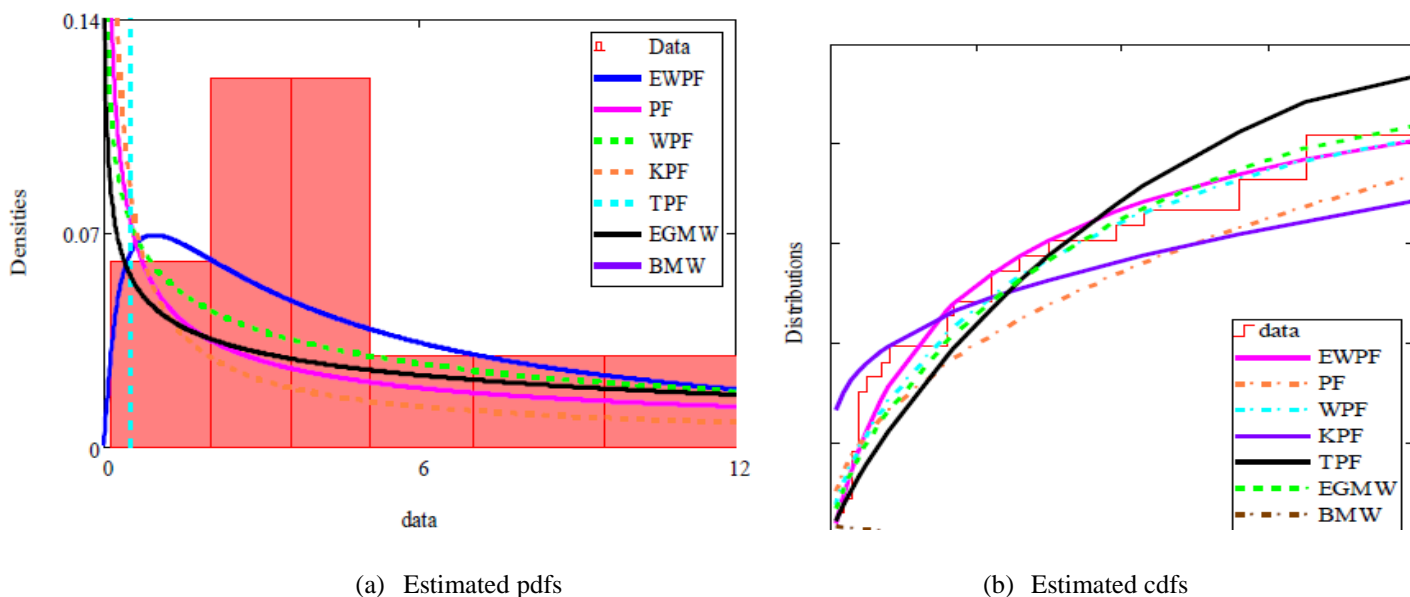 0.14
Densities
0.07
0
0
6
12
data
Data
EWPF
PF
WPF
KPF
TPF
EGMW
BMW
(a) Estimated pdfs
Distributions
data
EWPF
PF
WPF
KPF
TPF
EGMW
BMW
(b) Estimated cdfs